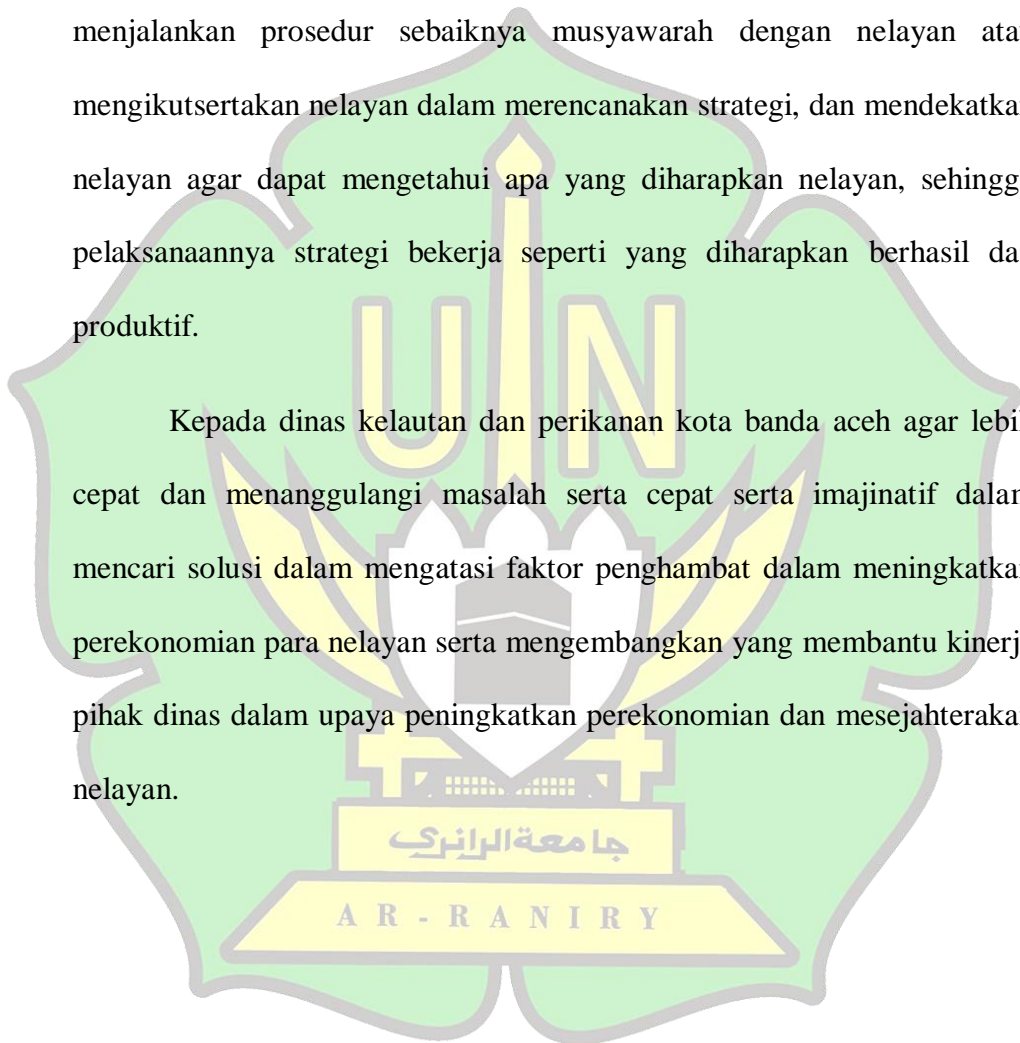 menjalankan prosedur sebaiknya musyawarah dengan nelayan ata
mengikutsertakan nelayan dalam merencanakan strategi, dan mendekatka
nelayan agar dapat mengetahui apa yang diharapkan nelayan, sehingg
pelaksanaannya strategi bekerja seperti yang diharapkan berhasil da
produktif.
Kepada dinas kelautan dan perikanan kota banda aceh agar lebi
cepat dan menanggulangi masalah serta cepat serta imajinatif dalam
mencari solusi dalam mengatasi faktor penghambat dalam meningkatka
perekonomian para nelayan serta mengembangkan yang membantu kinerj
pihak dinas dalam upaya peningkatkan perekonomian dan mesejahteraka
nelayan.
UIN
جامعة الرانري
AR-RANIRY